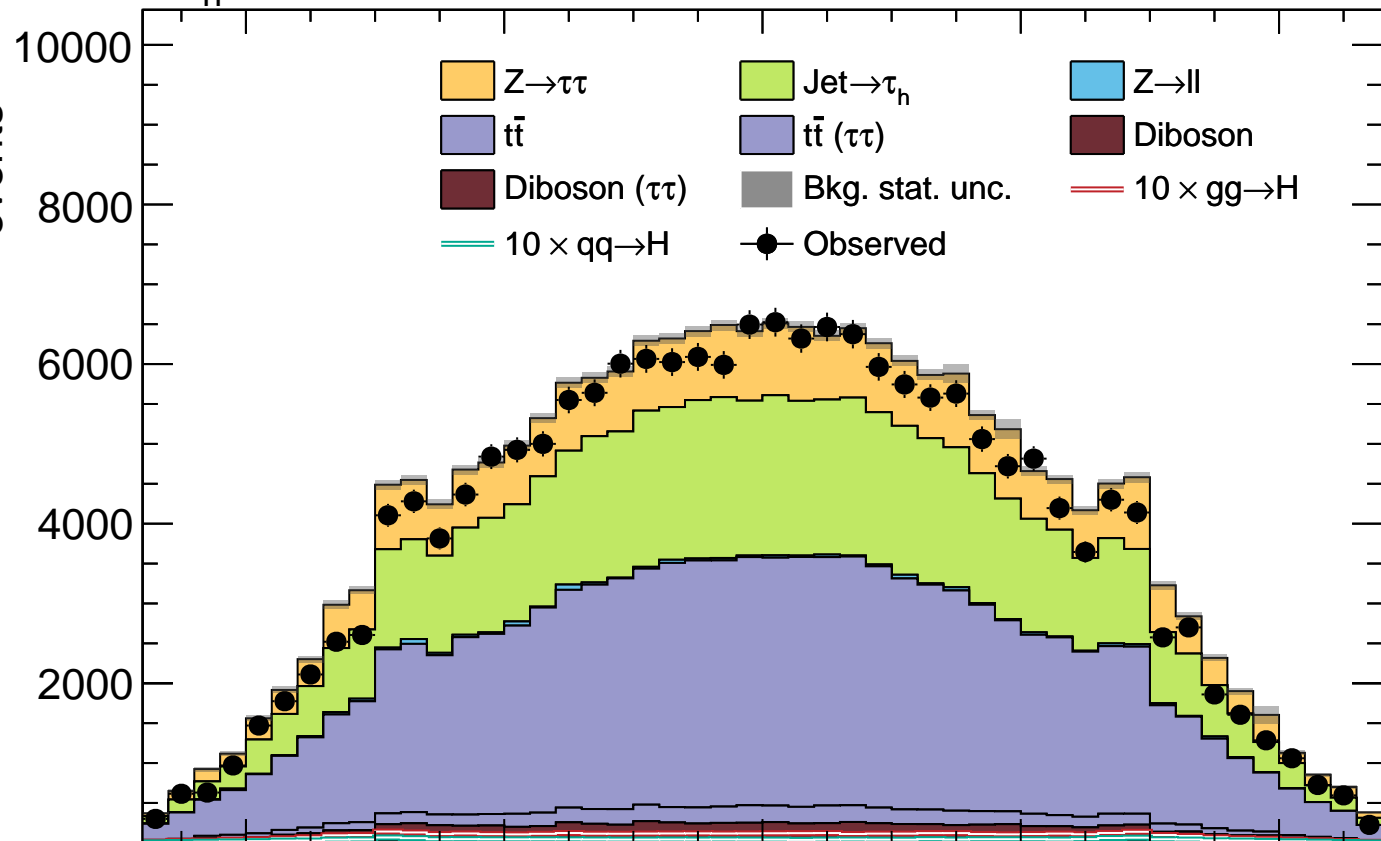 10000
8000
6000
4000
2000
Z→ττ Jet→τh Z→ll
tt̄ tt̄ (ττ) Diboson
Diboson (ττ) Bkg. stat. unc. 10 × gg→H
10 × qq→H Observed